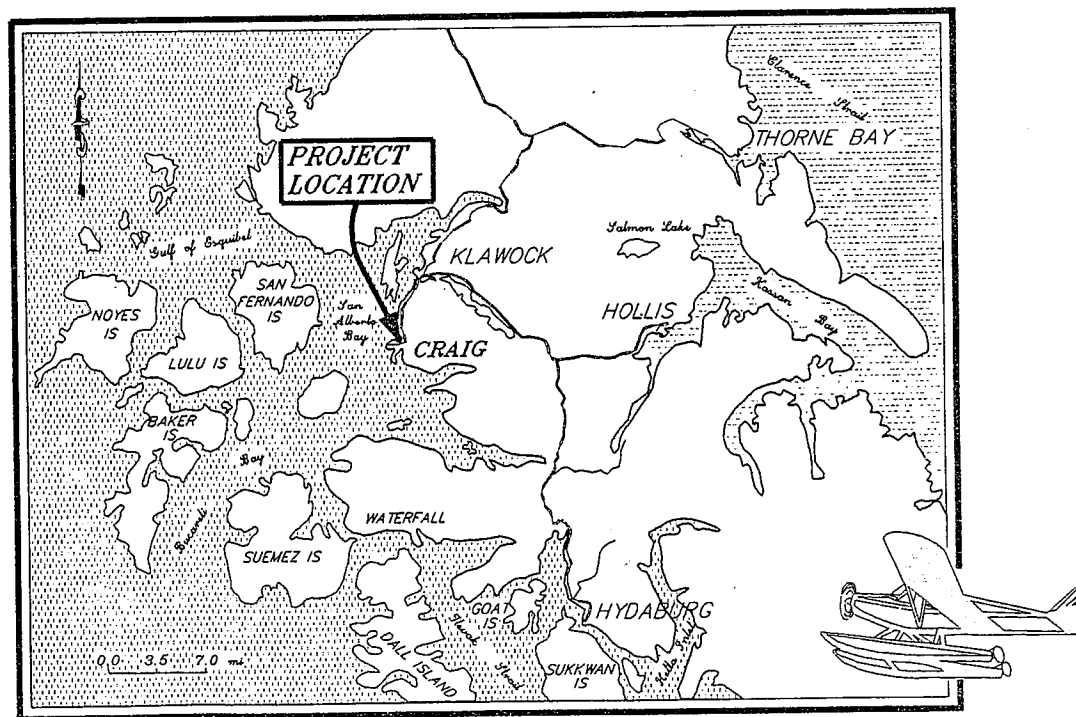 Clarence
Strait
THORNE BAY
PROJECT
LOCATION
Gulf of Esquibel
KLAWOCK
Salmon Lake
SAN
FERNANDO
IS
NOYES
IS
San
Alberto
Bay
HOLLIS
Kasaan
Bay
LULU IS
CRAIG
BAKER
IS
Bay
Bucareli
WATERFALL
SUEMEZ IS
GOAT
IS
HYDABURG
DALL ISLAND
Strait
SUKKWAN
IS
0.0 3.5 7.0 mi.